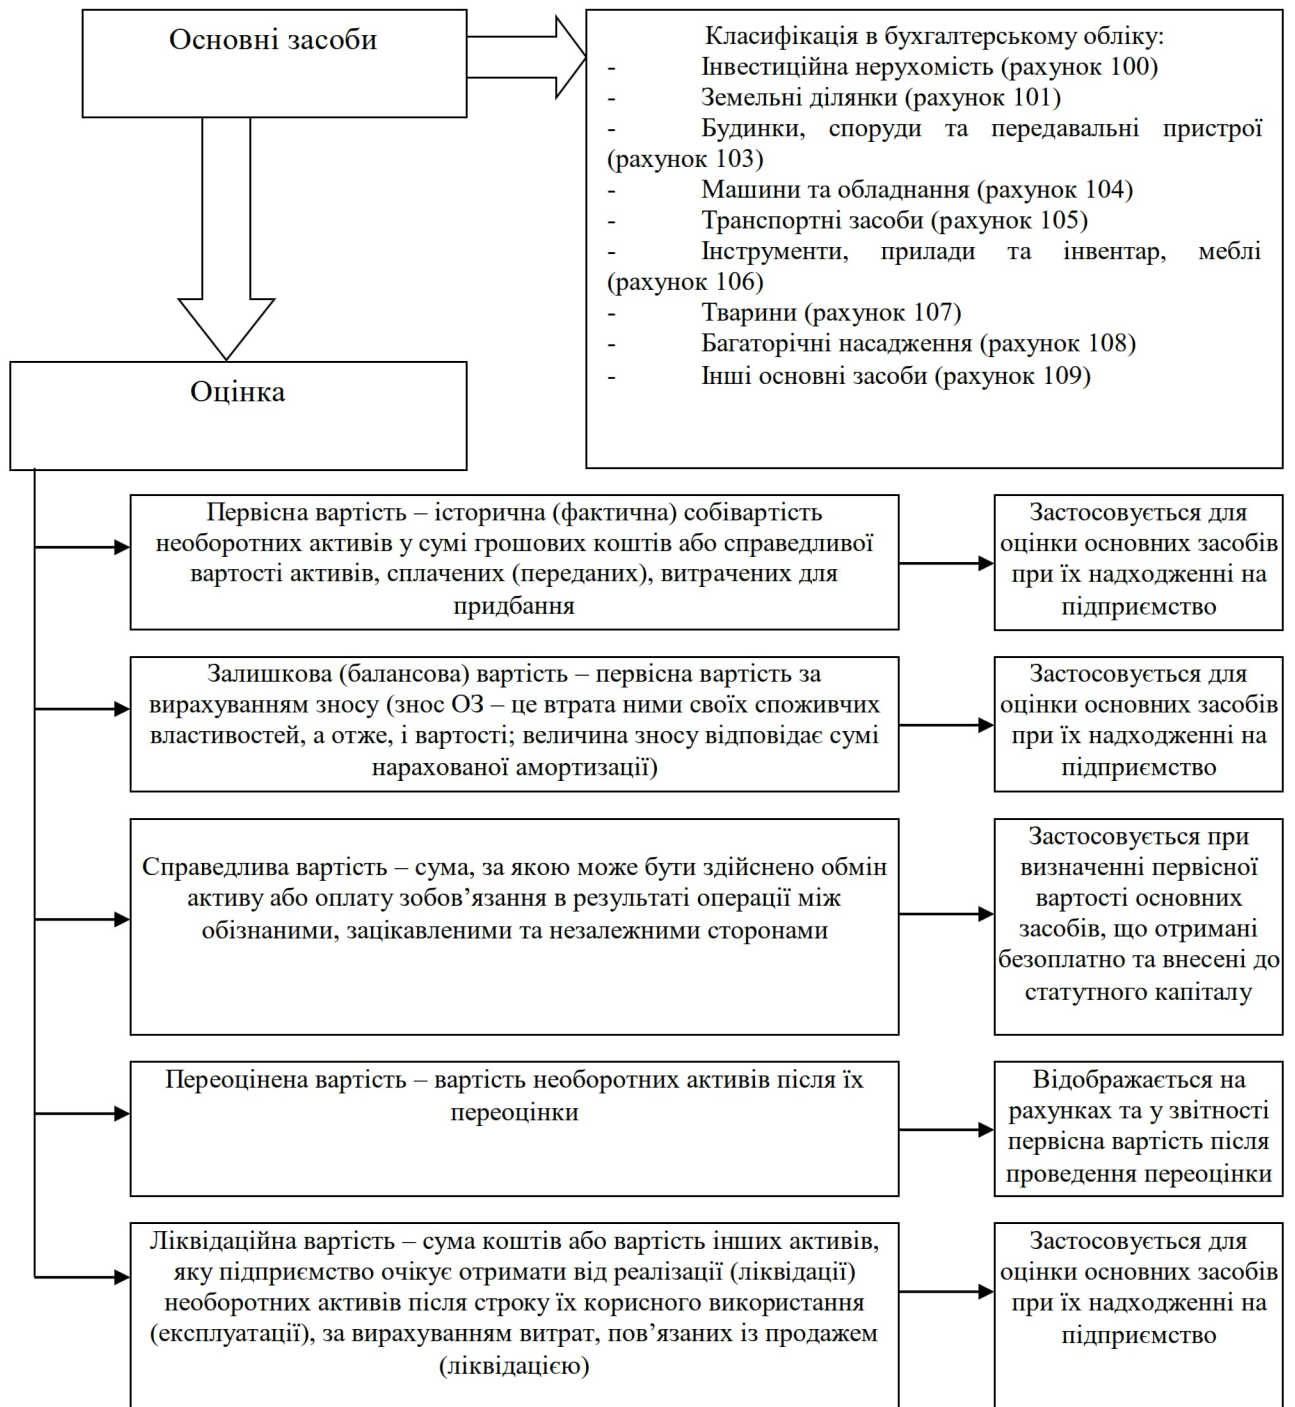 Основні засоби
Класифікація в бухгалтерському обліку:
- Інвестиційна нерухомість (рахунок 100)
- Земельні ділянки (рахунок 101)
- Будинки, споруди та передавальні пристрої
(рахунок 103)
- Машини та обладнання (рахунок 104)
- Транспортні засоби (рахунок 105)
- Інструменти, прилади та інвентар, меблі
(рахунок 106)
- Тварини (рахунок 107)
- Багаторічні насадження (рахунок 108)
- Інші основні засоби (рахунок 109)
Оцінка
Первісна вартість – історична (фактична) собівартість
необоротних активів у сумі грошових коштів або справедливої
вартості активів, сплачених (переданих), витрачених для
придбання
Застосовується для
оцінки основних засобів
при їх надходженні на
підприємство
Залишкова (балансова) вартість – первісна вартість за
вирахуванням зносу (знос ОЗ – це втрата ними своїх споживчих
властивостей, а отже, і вартості; величина зносу відповідає сумі
нарахованої амортизації)
Застосовується для
оцінки основних засобів
при їх надходженні на
підприємство
Справедлива вартість – сума, за якою може бути здійснено обмін
активу або оплату зобов’язання в результаті операції між
обізнаними, зацікавленими та незалежними сторонами
Застосовується при
визначенні первісної
вартості основних
засобів, що отримані
безоплатно та внесені до
статутного капіталу
Переоцінена вартість – вартість необоротних активів після їх
переоцінки
Відображається на
рахунках та у звітності
первісна вартість після
проведення переоцінки
Ліквідаційна вартість – сума коштів або вартість інших активів,
яку підприємство очікує отримати від реалізації (ліквідації)
необоротних активів після строку їх корисного використання
(експлуатації), за вирахуванням витрат, пов’язаних із продажем
(ліквідацією)
Застосовується для
оцінки основних засобів
при їх надходженні на
підприємство